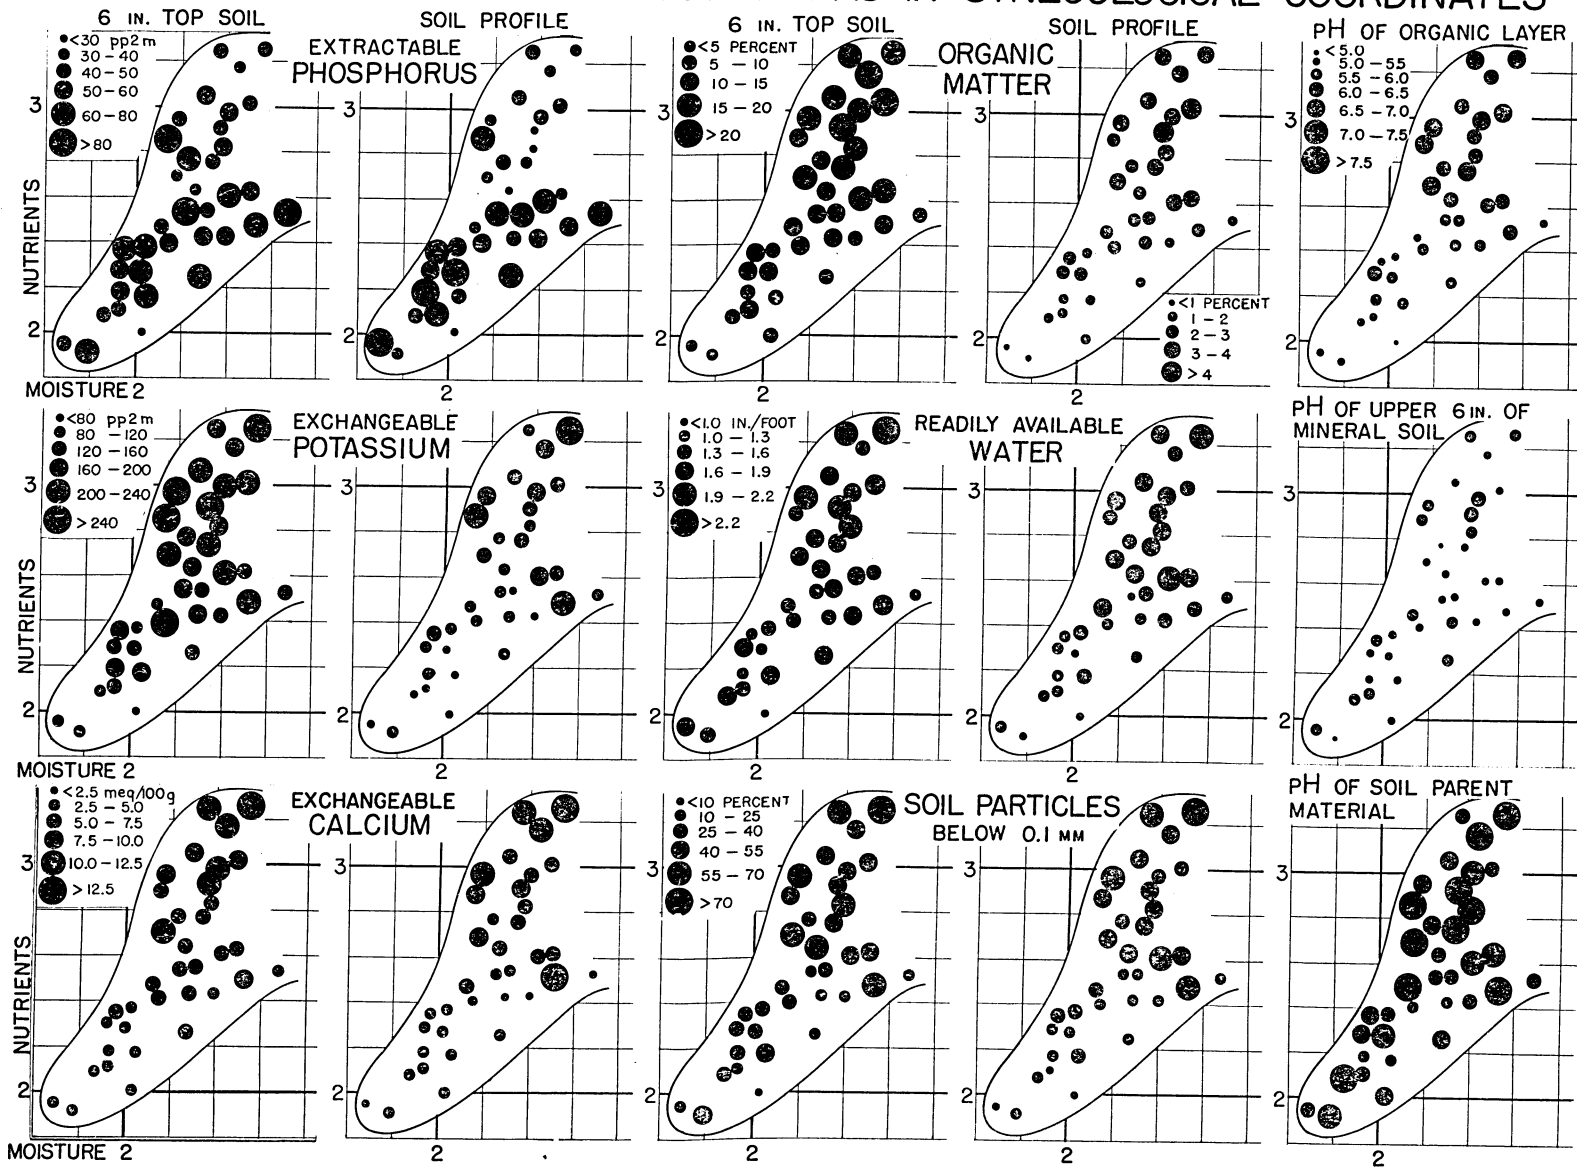 SYNECOLOGICAL COORDINATES
6 IN. TOP SOIL
SOIL PROFILE
EXTRACTABLE
PHOSPHORUS
<30 pp2m
30 – 40
40 – 50
50 – 60
60 – 80
>80
3
2
NUTRIENTS
MOISTURE 2
3
2
2
6 IN. TOP SOIL
SOIL PROFILE
ORGANIC
MATTER
<5 PERCENT
5 – 10
10 – 15
15 – 20
>20
3
2
2
3
2
2
<1 PERCENT
1 – 2
2 – 3
3 – 4
>4
pH OF ORGANIC LAYER
<5.0
5.0 – 55
5.5 – 6.0
6.0 – 6.5
6.5 – 7.0
7.0 – 7.5
>7.5
3
2
EXCHANGEABLE
POTASSIUM
<80 pp2m
80 – 120
120 – 160
160 – 200
200 – 240
>240
3
2
NUTRIENTS
MOISTURE 2
3
2
2
READILY AVAILABLE
WATER
<1.0 IN./FOOT
1.0 – 1.3
1.3 – 1.6
1.6 – 1.9
1.9 – 2.2
>2.2
3
2
2
3
2
2
pH OF UPPER 6 IN. OF
MINERAL SOIL
3
2
EXCHANGEABLE
CALCIUM
<2.5 meq/100g
2.5 – 5.0
5.0 – 7.5
7.5 – 10.0
10.0 – 12.5
>12.5
3
2
NUTRIENTS
MOISTURE 2
3
2
2
SOIL PARTICLES
BELOW 0.1 MM
<10 PERCENT
10 – 25
25 – 40
40 – 55
55 – 70
>70
3
2
2
3
2
2
pH OF SOIL PARENT
MATERIAL
3
2
2